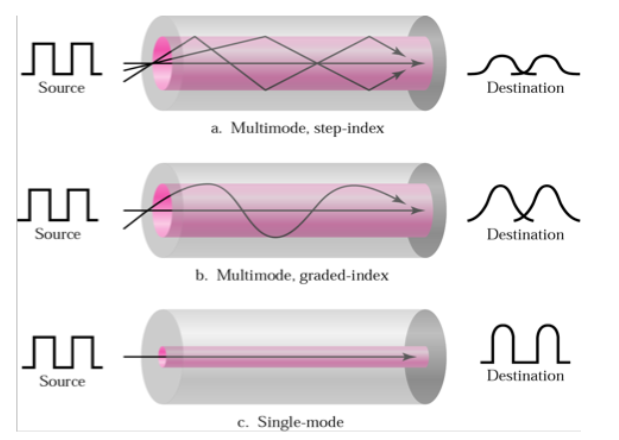 Source
Destination
a. Multimode, step-index
Source
Destination
b. Multimode, graded-index
Source
Destination
c. Single-mode